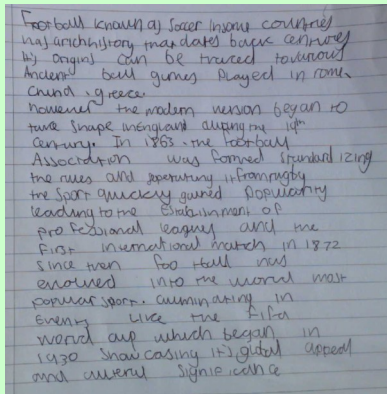 Football known as Soccer in some countries
has a rich history that dates back centuries
its origins can be traced to various
Ancient ball games played in rome
china . greece.
however the modern version began to
take shape in england during the 19th
century. In 1863 . the football
Association was formed standardizing
the rules and seperating it from rugby
the sport quickly gained popularity
leading to the Establishment of
professional leagues and the
First international match in 1872
since then football has
evolved into the world most
popular sport. culminating in
Events like the fifa
world cup which began in
1930 showcasing its global appeal
and cultural significance